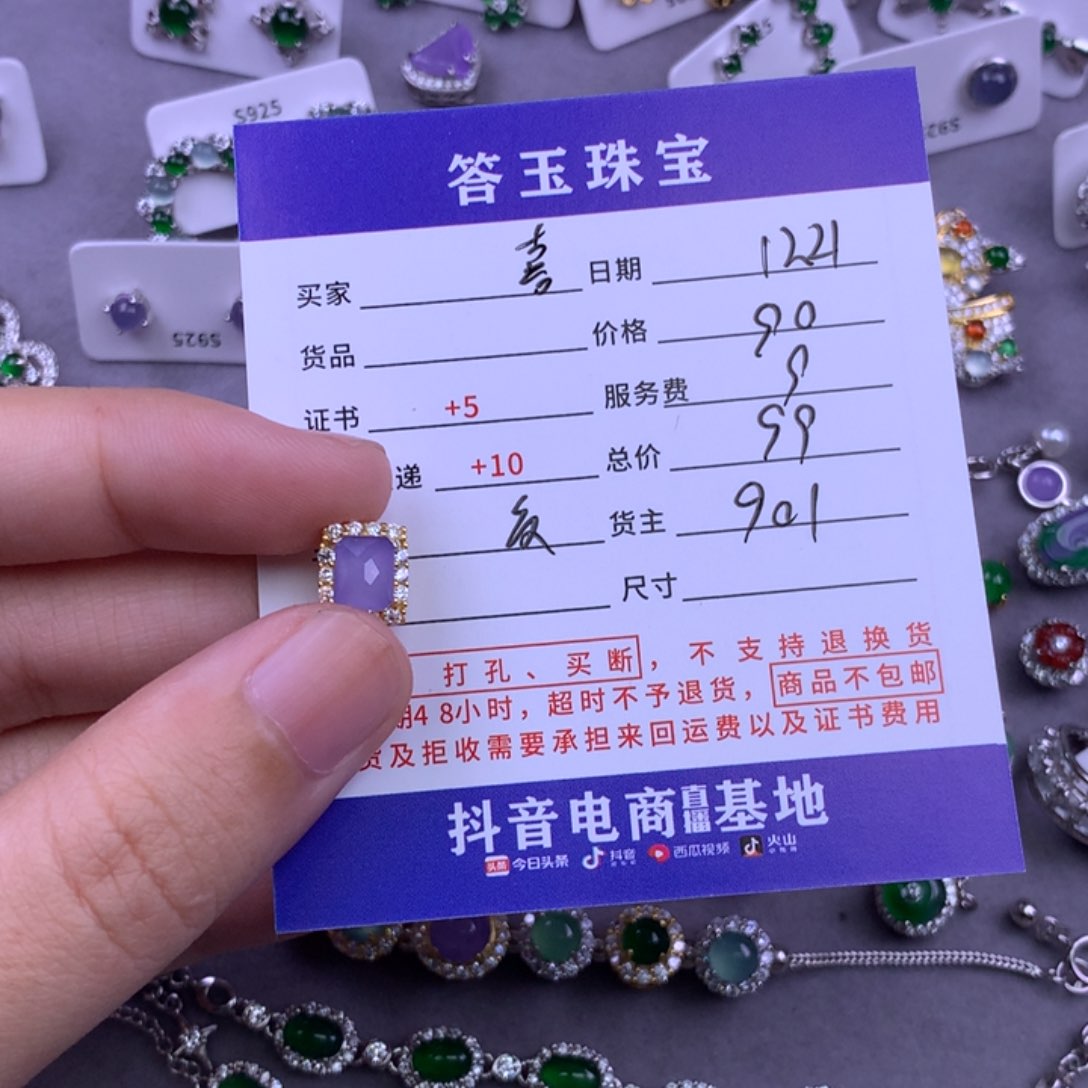 S925
答玉珠宝
买家 喜 日期 1221
货品 价格 90
证书 +5 服务费 9
递 +10 总价 99
货主 901
尺寸
打孔、买断，不支持退换货
期48小时，超时不予退货，商品不包邮
货及拒收需要承担来回运费以及证书费用
抖音电商直播基地
头条 今日头条 抖音 西瓜视频 火山
S925
S925